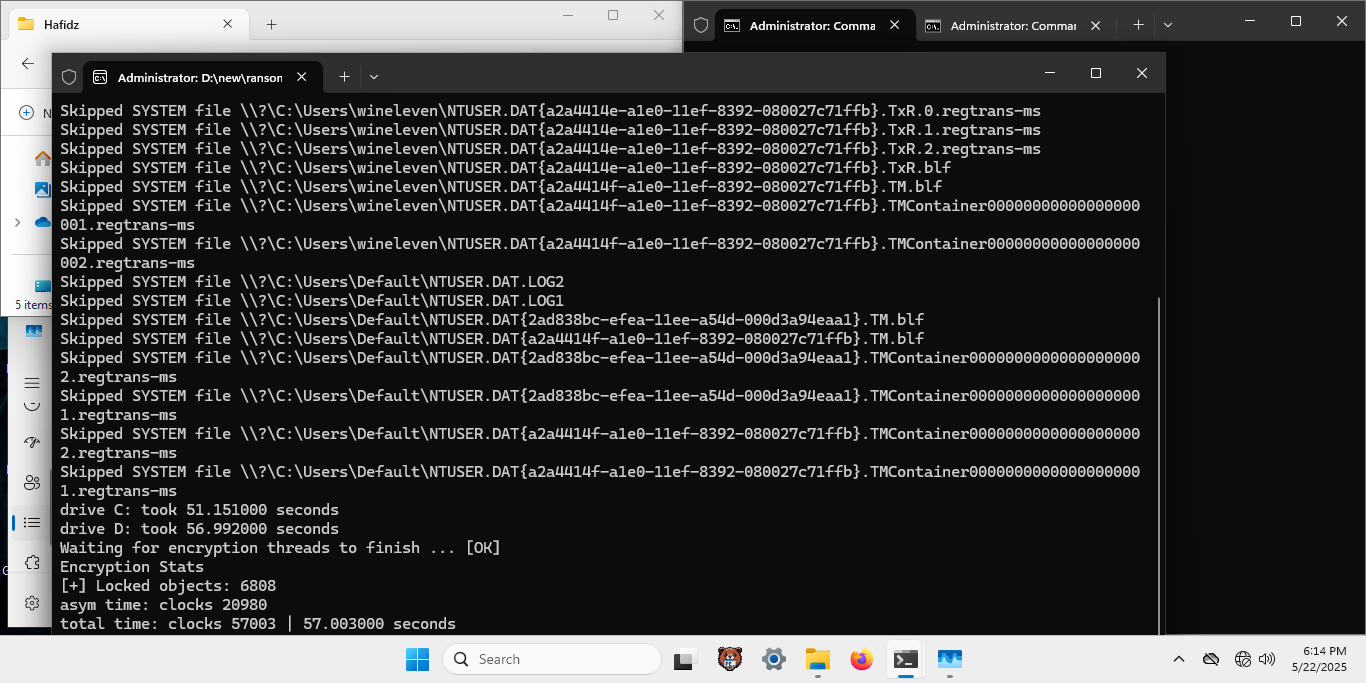 Hafidz
Administrator: Comma
Administrator: Commar
Administrator: D:\new\ranson
N
5 items
Skipped SYSTEM file \\?\C:\Users\wineleven\NTUSER.DAT{a2a4414e-a1e0-11ef-8392-080027c71ffb}.TxR.0.regtrans-ms
Skipped SYSTEM file \\?\C:\Users\wineleven\NTUSER.DAT{a2a4414e-a1e0-11ef-8392-080027c71ffb}.TxR.1.regtrans-ms
Skipped SYSTEM file \\?\C:\Users\wineleven\NTUSER.DAT{a2a4414e-a1e0-11ef-8392-080027c71ffb}.TxR.2.regtrans-ms
Skipped SYSTEM file \\?\C:\Users\wineleven\NTUSER.DAT{a2a4414e-a1e0-11ef-8392-080027c71ffb}.TxR.blf
Skipped SYSTEM file \\?\C:\Users\wineleven\NTUSER.DAT{a2a4414f-a1e0-11ef-8392-080027c71ffb}.TM.blf
Skipped SYSTEM file \\?\C:\Users\wineleven\NTUSER.DAT{a2a4414f-a1e0-11ef-8392-080027c71ffb}.TMContainer00000000000000000
001.regtrans-ms
Skipped SYSTEM file \\?\C:\Users\wineleven\NTUSER.DAT{a2a4414f-a1e0-11ef-8392-080027c71ffb}.TMContainer00000000000000000
002.regtrans-ms
Skipped SYSTEM file \\?\C:\Users\Default\NTUSER.DAT.LOG2
Skipped SYSTEM file \\?\C:\Users\Default\NTUSER.DAT.LOG1
Skipped SYSTEM file \\?\C:\Users\Default\NTUSER.DAT{2ad838bc-efea-11ee-a54d-000d3a94eaa1}.TM.blf
Skipped SYSTEM file \\?\C:\Users\Default\NTUSER.DAT{a2a4414f-a1e0-11ef-8392-080027c71ffb}.TM.blf
Skipped SYSTEM file \\?\C:\Users\Default\NTUSER.DAT{2ad838bc-efea-11ee-a54d-000d3a94eaa1}.TMContainer0000000000000000000
2.regtrans-ms
Skipped SYSTEM file \\?\C:\Users\Default\NTUSER.DAT{2ad838bc-efea-11ee-a54d-000d3a94eaa1}.TMContainer0000000000000000000
1.regtrans-ms
Skipped SYSTEM file \\?\C:\Users\Default\NTUSER.DAT{a2a4414f-a1e0-11ef-8392-080027c71ffb}.TMContainer0000000000000000000
2.regtrans-ms
Skipped SYSTEM file \\?\C:\Users\Default\NTUSER.DAT{a2a4414f-a1e0-11ef-8392-080027c71ffb}.TMContainer0000000000000000000
1.regtrans-ms
drive C: took 51.151000 seconds
drive D: took 56.992000 seconds
Waiting for encryption threads to finish ... [OK]
Encryption Stats
[+] Locked objects: 6808
asym time: clocks 20980
total time: clocks 57003 | 57.003000 seconds
Search
6:14 PM
5/22/2025